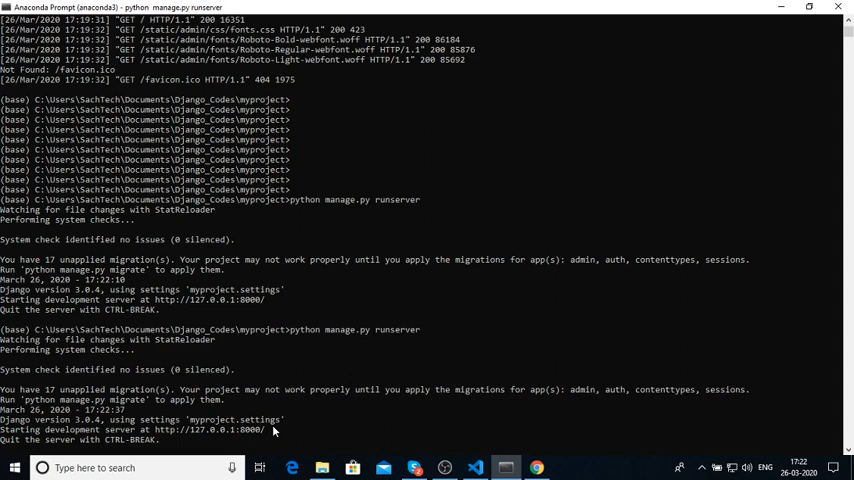 Anaconda Prompt (anaconda3) - python  manage.py runserver
[26/Mar/2020 17:19:31] "GET / HTTP/1.1" 200 16351
[26/Mar/2020 17:19:32] "GET /static/admin/css/fonts.css HTTP/1.1" 200 423
[26/Mar/2020 17:19:32] "GET /static/admin/fonts/Roboto-Bold-webfont.woff HTTP/1.1" 200 86184
[26/Mar/2020 17:19:32] "GET /static/admin/fonts/Roboto-Regular-webfont.woff HTTP/1.1" 200 85876
[26/Mar/2020 17:19:32] "GET /static/admin/fonts/Roboto-Light-webfont.woff HTTP/1.1" 200 85692
Not Found: /favicon.ico
[26/Mar/2020 17:19:32] "GET /favicon.ico HTTP/1.1" 404 1975
(base) C:\Users\SachTech\Documents\Django_Codes\myproject>
(base) C:\Users\SachTech\Documents\Django_Codes\myproject>
(base) C:\Users\SachTech\Documents\Django_Codes\myproject>
(base) C:\Users\SachTech\Documents\Django_Codes\myproject>
(base) C:\Users\SachTech\Documents\Django_Codes\myproject>
(base) C:\Users\SachTech\Documents\Django_Codes\myproject>
(base) C:\Users\SachTech\Documents\Django_Codes\myproject>
(base) C:\Users\SachTech\Documents\Django_Codes\myproject>
(base) C:\Users\SachTech\Documents\Django_Codes\myproject>
(base) C:\Users\SachTech\Documents\Django_Codes\myproject>
(base) C:\Users\SachTech\Documents\Django_Codes\myproject>python manage.py runserver
Watching for file changes with StatReloader
Performing system checks...
System check identified no issues (0 silenced).
You have 17 unapplied migration(s). Your project may not work properly until you apply the migrations for app(s): admin, auth, contenttypes, sessions.
Run 'python manage.py migrate' to apply them.
March 26, 2020 - 17:22:10
Django version 3.0.4, using settings 'myproject.settings'
Starting development server at http://127.0.0.1:8000/
Quit the server with CTRL-BREAK.
(base) C:\Users\SachTech\Documents\Django_Codes\myproject>python manage.py runserver
Watching for file changes with StatReloader
Performing system checks...
System check identified no issues (0 silenced).
You have 17 unapplied migration(s). Your project may not work properly until you apply the migrations for app(s): admin, auth, contenttypes, sessions.
Run 'python manage.py migrate' to apply them.
March 26, 2020 - 17:22:37
Django version 3.0.4, using settings 'myproject.settings'
Starting development server at http://127.0.0.1:8000/
Quit the server with CTRL-BREAK.
Type here to search
ENG
17:22
26-03-2020